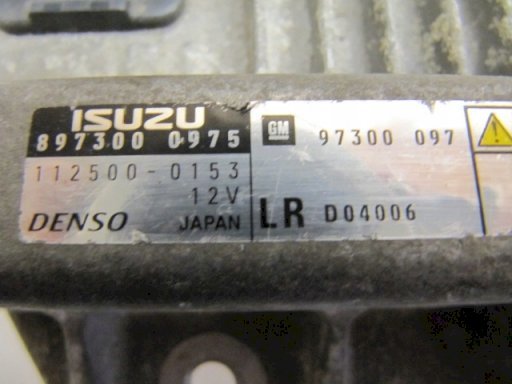 ISUZU
897300 0975
112500-0153
12V
DENSO JAPAN
GM 97300 097
LR D04006